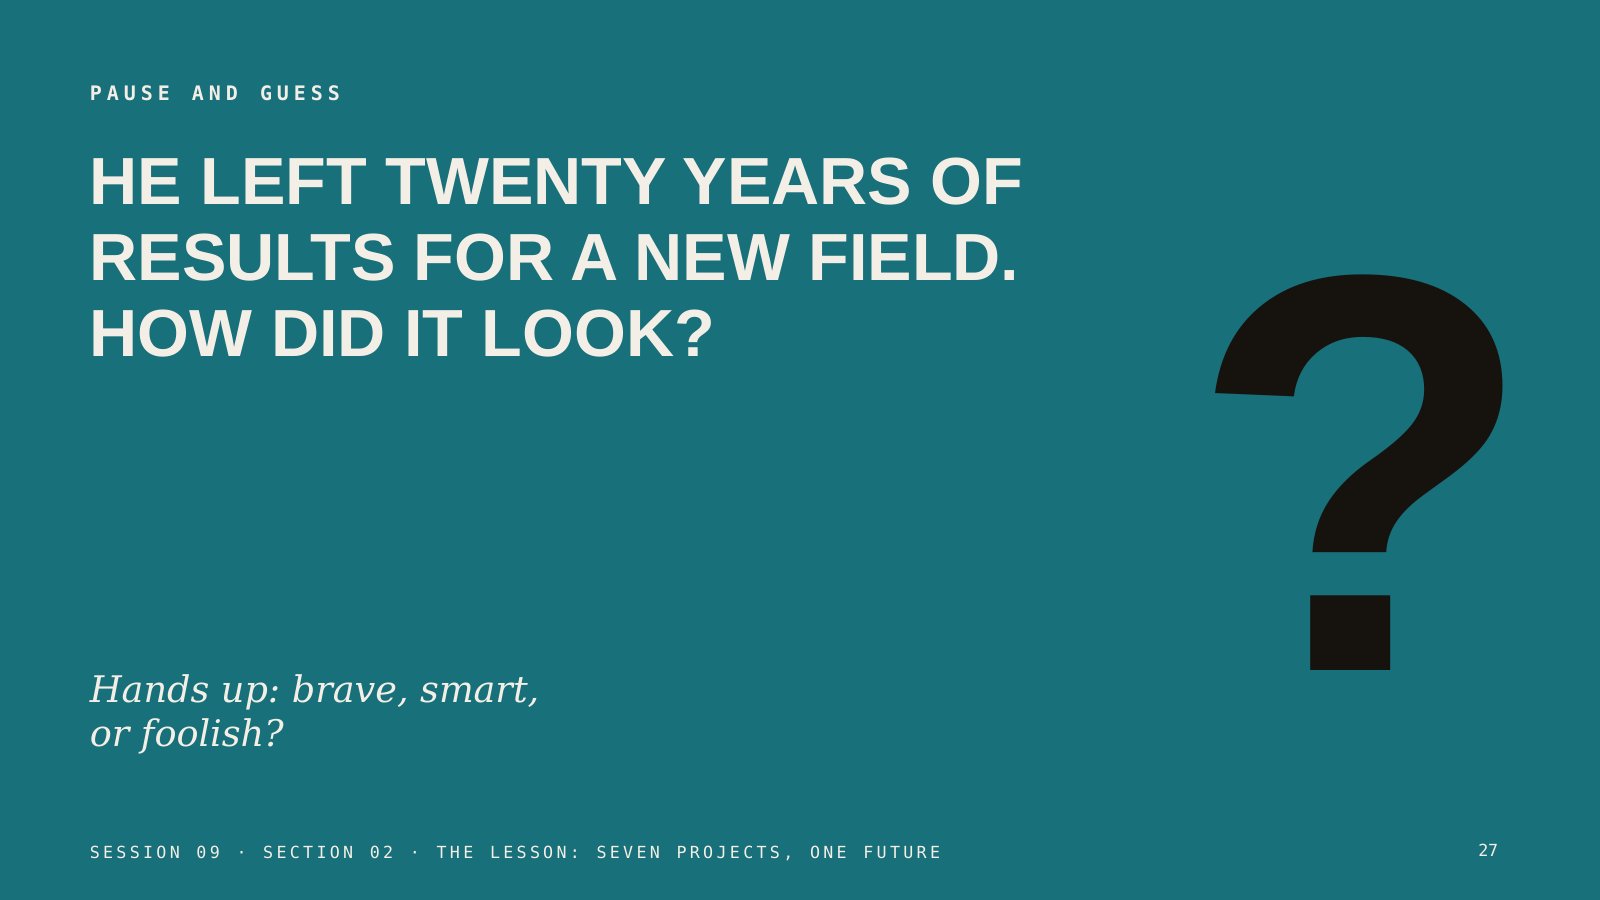 PAUSE AND GUESS
HE LEFT TWENTY YEARS OF
RESULTS FOR A NEW FIELD.
HOW DID IT LOOK?
?
Hands up: brave, smart,
or foolish?
SESSION 09 · SECTION 02 · THE LESSON: SEVEN PROJECTS, ONE FUTURE
27